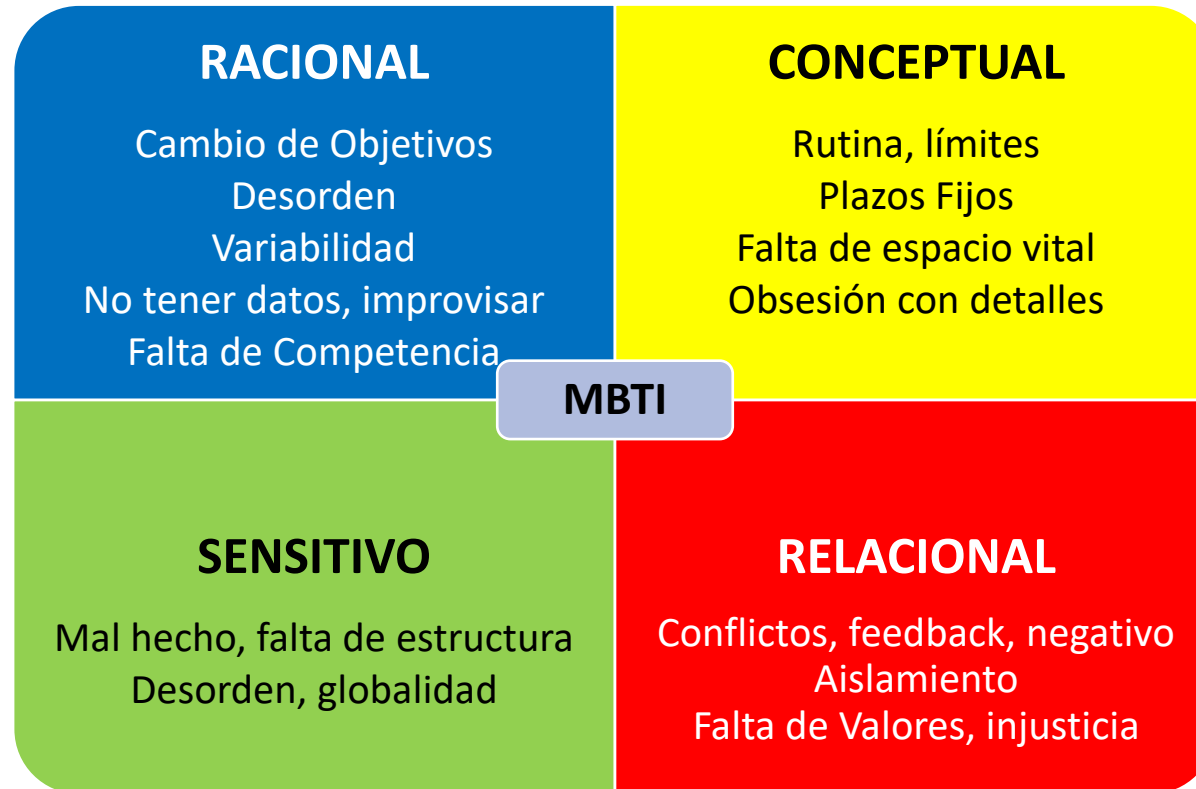 RACIONAL
Cambio de Objetivos
Desorden
Variabilidad
No tener datos, improvisar
Falta de Competencia
CONCEPTUAL
Rutina, límites
Plazos Fijos
Falta de espacio vital
Obsesión con detalles
MBTI
SENSITIVO
Mal hecho, falta de estructura
Desorden, globalidad
RELACIONAL
Conflictos, feedback, negativo
Aislamiento
Falta de Valores, injusticia